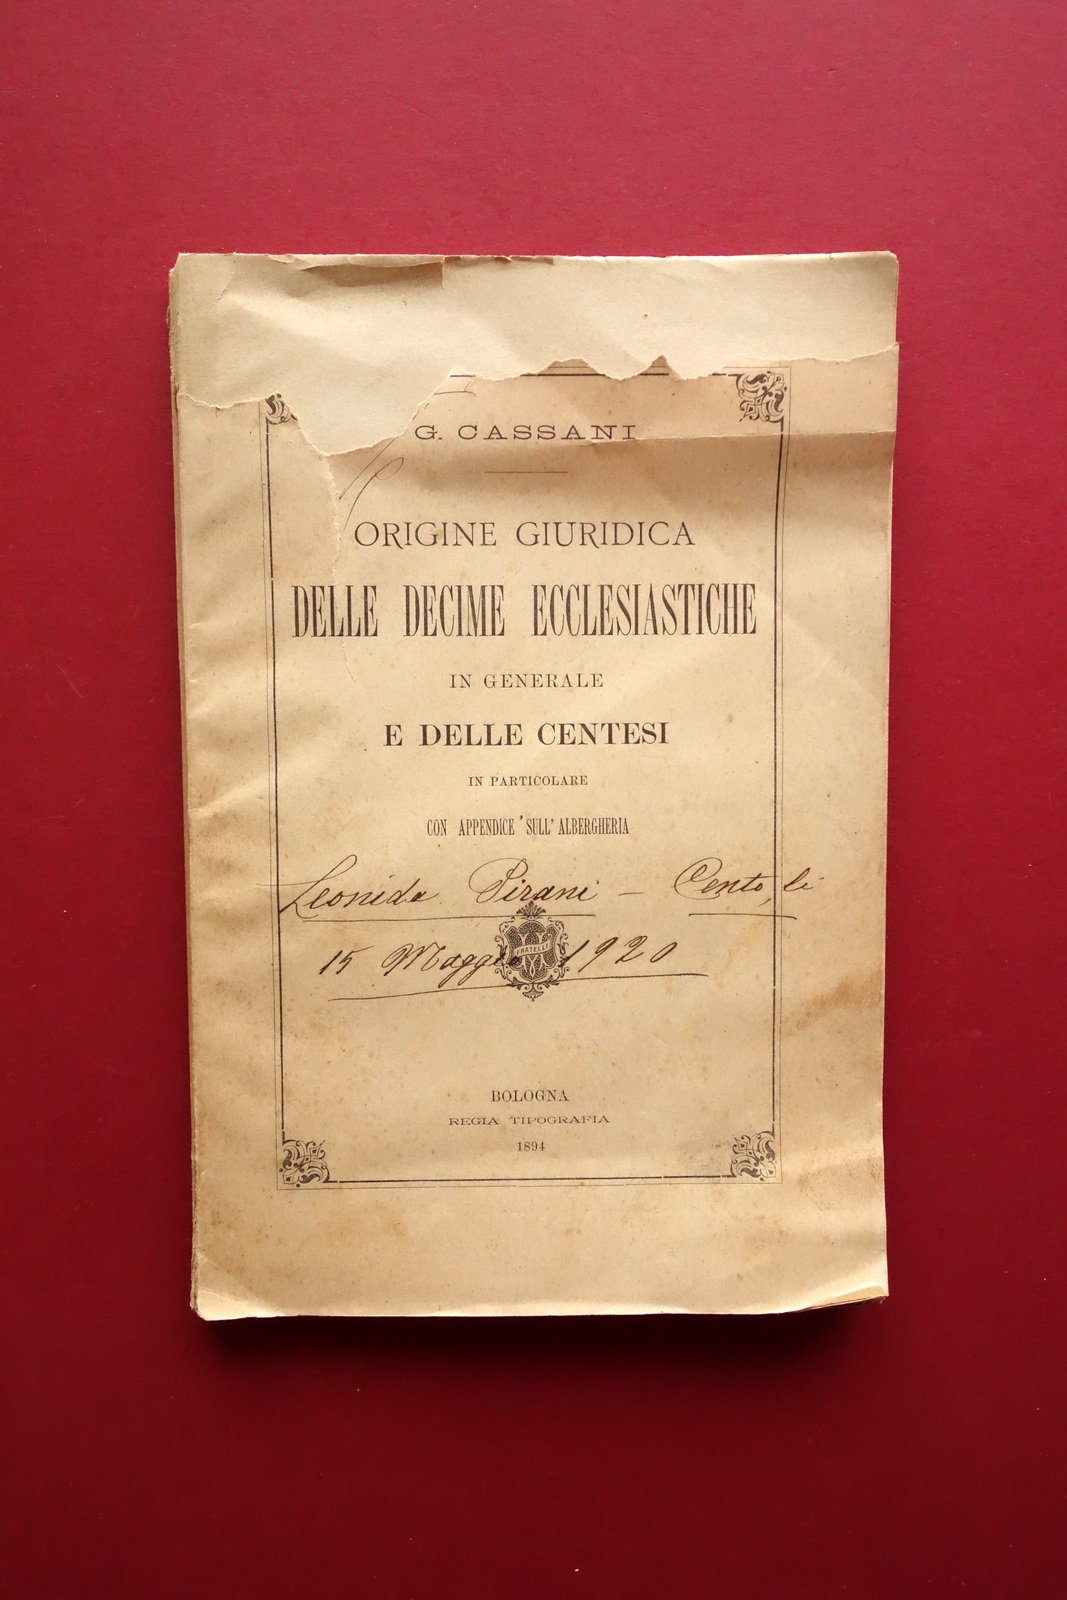 G. CASSANI
ORIGINE GIURIDICA
DELLE DECIME ECCLESIASTICHE
IN GENERALE
E DELLE CENTESI
IN PARTICOLARE
CON APPENDICE SULL' ALBERGHERIA
Leonida Pirani - Cento, li
FRATELLI
15 Maggio 1920
BOLOGNA
REGIA TIPOGRAFIA
1894